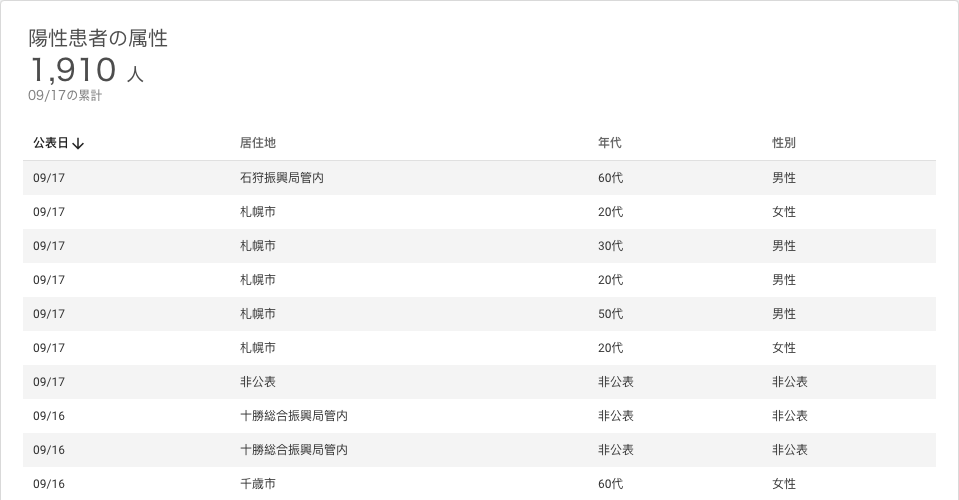 陽性患者の属性
1,910 人
09/17の累計
公表日 居住地 年代 性別
09/17 石狩振興局管内 60代 男性
09/17 札幌市 20代 女性
09/17 札幌市 30代 男性
09/17 札幌市 20代 男性
09/17 札幌市 50代 男性
09/17 札幌市 20代 女性
09/17 非公表 非公表 非公表
09/16 十勝総合振興局管内 非公表 非公表
09/16 十勝総合振興局管内 非公表 非公表
09/16 千歳市 60代 女性